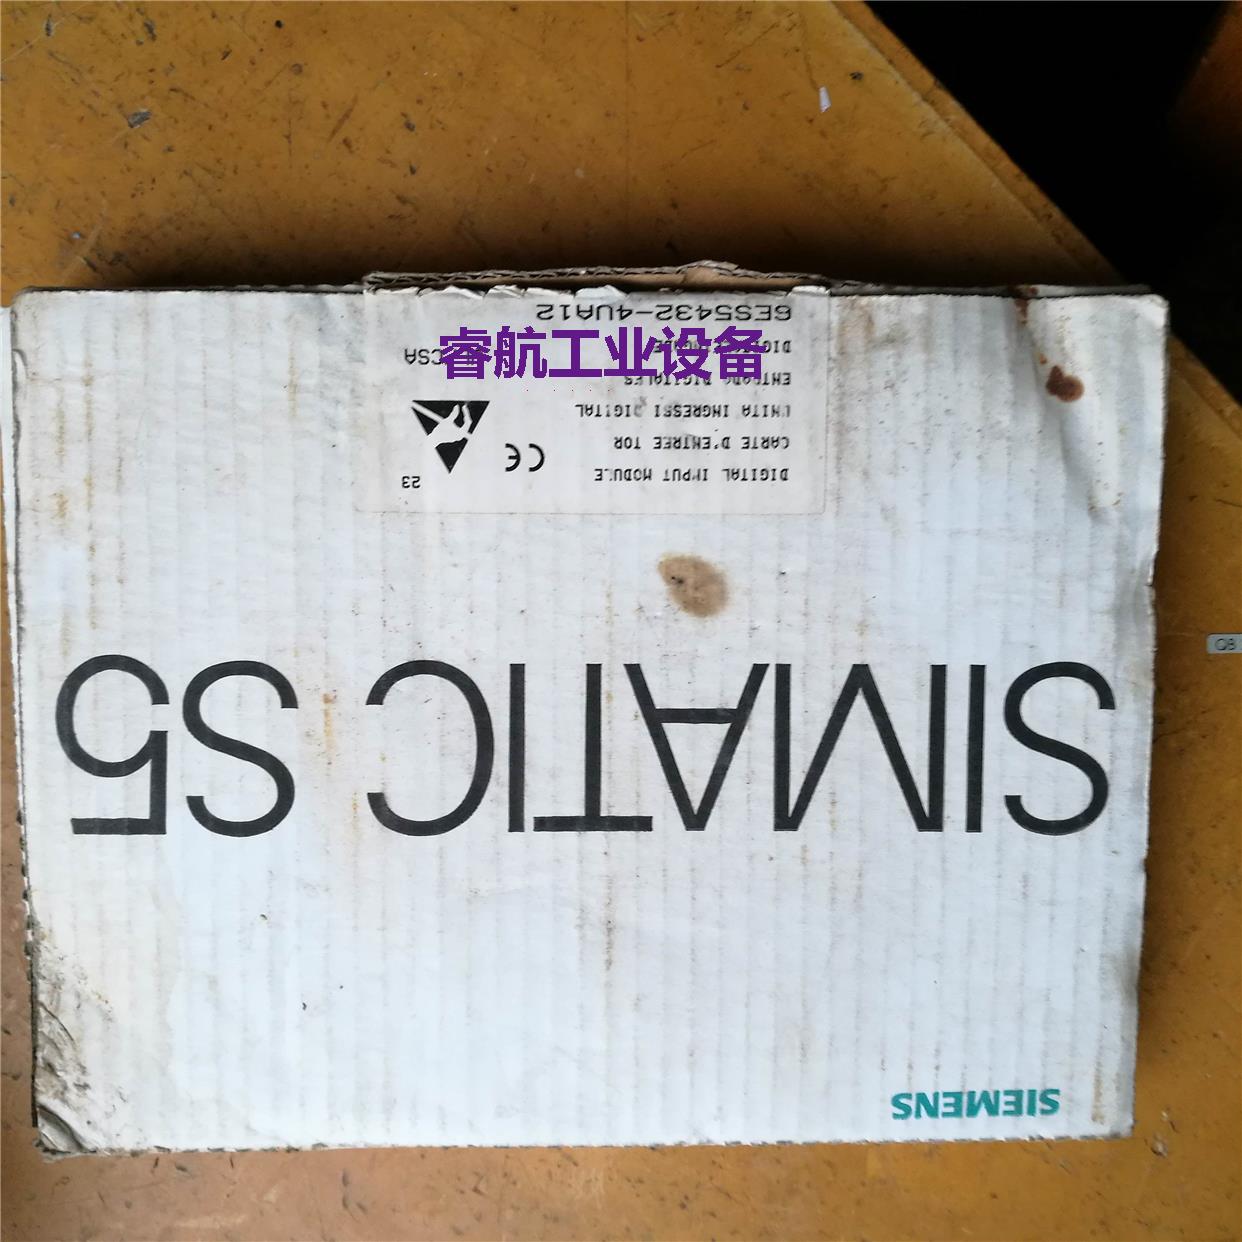 SIEMENS
SIMATIC S5
DIGITAL INPUT MODULE 23
CARTE D'ENTREE TOR
CE
UNITA INGRESSI DIGITAL
DIGITALES
CSA
6ES5432-4UA12
睿航工业设备